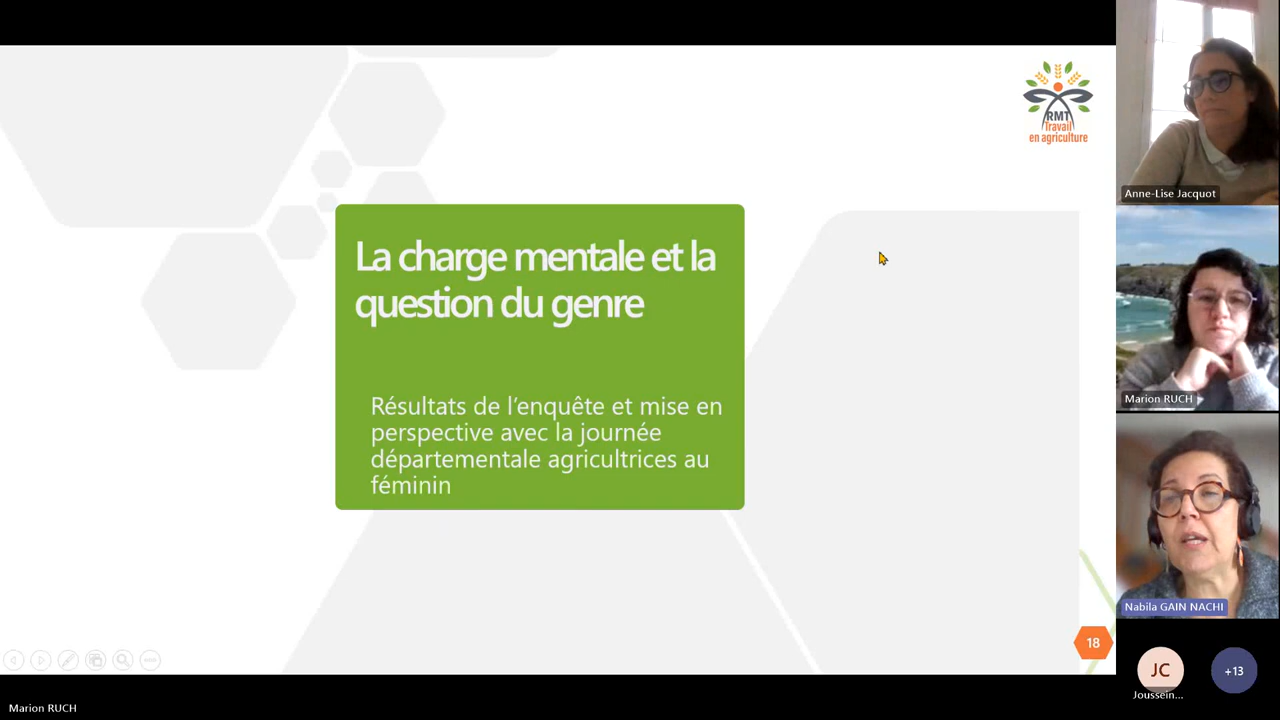 RMT
Travail
en agriculture
La charge mentale et la
question du genre
Résultats de l'enquête et mise en
perspective avec la journée
départementale agricultrices au
féminin
18
Anne-Lise Jacquot
Marion RUCH
Nabila GAIN NACHI
JC
Joussein...
+13
Marion RUCH